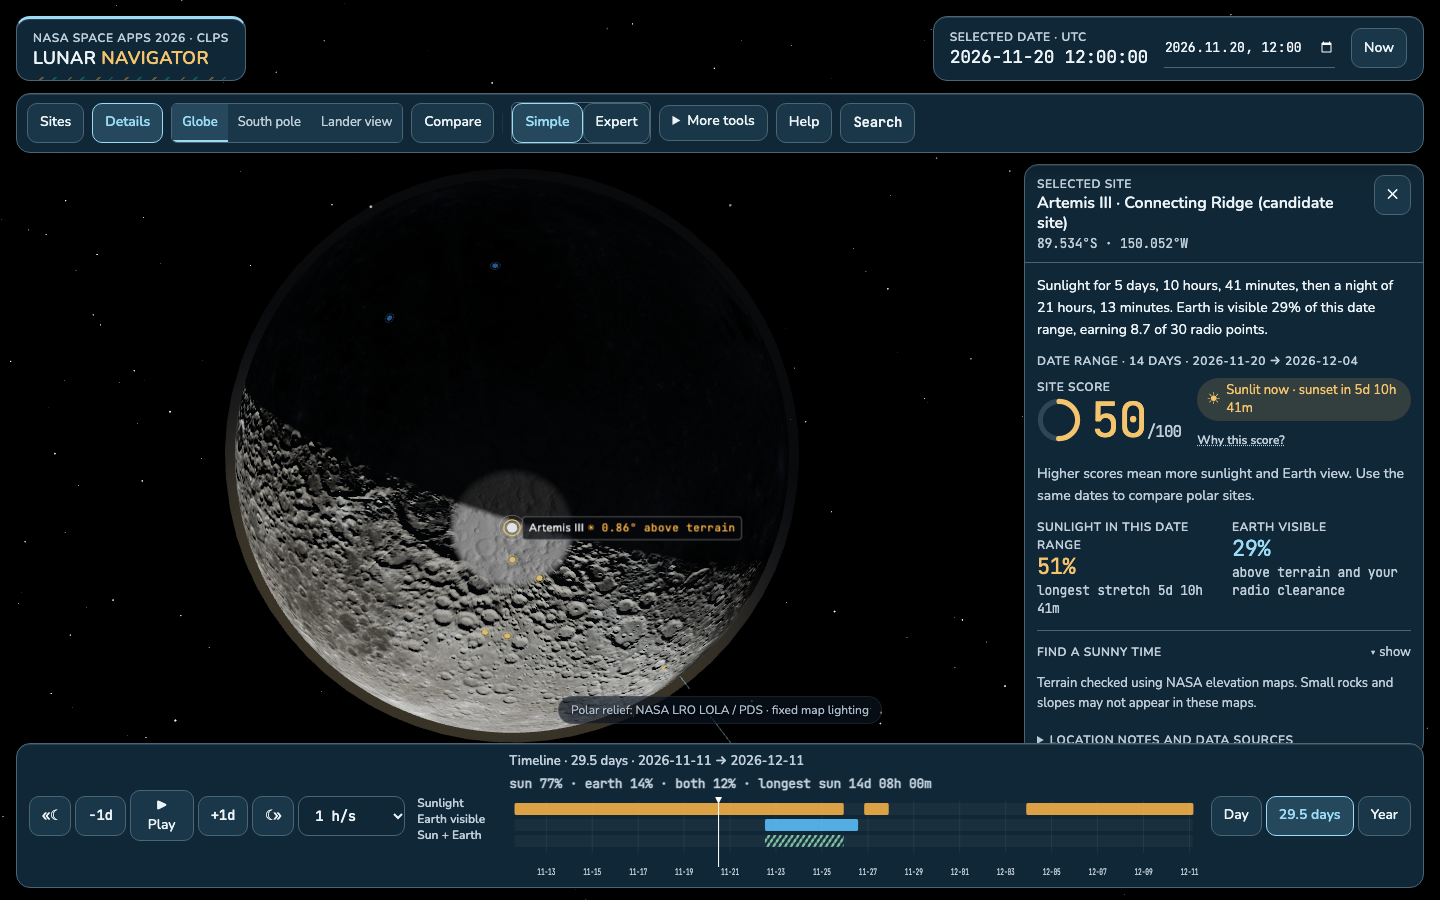 NASA SPACE APPS 2026 · CLPS
LUNAR NAVIGATOR
SELECTED DATE · UTC
2026-11-20 12:00:00
2026.11.20, 12:00
Now
Sites
Details
Globe
South pole
Lander view
Compare
Simple
Expert
▶ More tools
Help
Search
SELECTED SITE
Artemis III · Connecting Ridge (candidate
site)
89.534°S · 150.052°W
Sunlight for 5 days, 10 hours, 41 minutes, then a night of
21 hours, 13 minutes. Earth is visible 29% of this date
range, earning 8.7 of 30 radio points.
DATE RANGE · 14 DAYS · 2026-11-20 → 2026-12-04
SITE SCORE
50/100
☀ Sunlit now · sunset in 5d 10h
41m
Why this score?
Higher scores mean more sunlight and Earth view. Use the
same dates to compare polar sites.
SUNLIGHT IN THIS DATE
RANGE
51%
longest stretch 5d 10h
41m
EARTH VISIBLE
29%
above terrain and your
radio clearance
FIND A SUNNY TIME
▾ show
Terrain checked using NASA elevation maps. Small rocks and
slopes may not appear in these maps.
▶ LOCATION NOTES AND DATA SOURCES
Artemis III ☀ 0.86° above terrain
Polar relief: NASA LRO LOLA / PDS · fixed map lighting
Timeline · 29.5 days · 2026-11-11 → 2026-12-11
sun 77% · earth 14% · both 12% · longest sun 14d 08h 00m
«☾
-1d
▶
Play
+1d
☾»
1 h/s
Sunlight
Earth visible
Sun + Earth
11-13 11-15 11-17 11-19 11-21 11-23 11-25 11-27 11-29 12-01 12-03 12-05 12-07 12-09 12-11
Day
29.5 days
Year